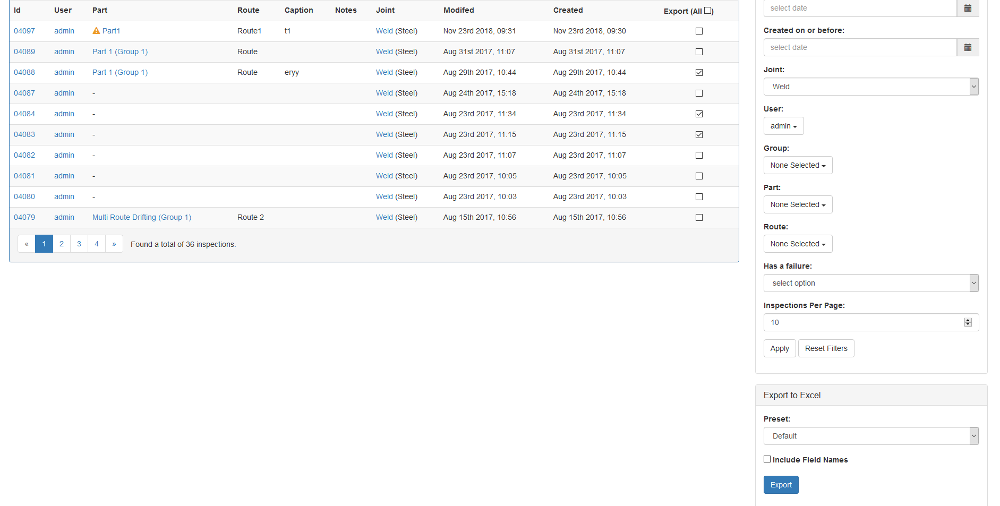 Id User Part Route Caption Notes Joint Modifed Created Export (All )
04097 admin Part1 Route1 t1 Weld (Steel) Nov 23rd 2018, 09:31 Nov 23rd 2018, 09:30
04089 admin Part 1 (Group 1) Route Weld (Steel) Aug 31st 2017, 11:07 Aug 31st 2017, 11:07
04088 admin Part 1 (Group 1) Route eryy Weld (Steel) Aug 29th 2017, 10:44 Aug 29th 2017, 10:44
04087 admin - Weld (Steel) Aug 24th 2017, 15:18 Aug 24th 2017, 15:18
04084 admin - Weld (Steel) Aug 23rd 2017, 11:34 Aug 23rd 2017, 11:34
04083 admin - Weld (Steel) Aug 23rd 2017, 11:15 Aug 23rd 2017, 11:15
04082 admin - Weld (Steel) Aug 23rd 2017, 11:07 Aug 23rd 2017, 11:07
04081 admin - Weld (Steel) Aug 23rd 2017, 10:05 Aug 23rd 2017, 10:05
04080 admin - Weld (Steel) Aug 23rd 2017, 10:03 Aug 23rd 2017, 10:03
04079 admin Multi Route Drifting (Group 1) Route 2 Weld (Steel) Aug 15th 2017, 10:56 Aug 15th 2017, 10:56
« 1 2 3 4 » Found a total of 36 inspections.
select date
Created on or before:
select date
Joint:
Weld
User:
admin
Group:
None Selected
Part:
None Selected
Route:
None Selected
Has a failure:
select option
Inspections Per Page:
10
Apply Reset Filters
Export to Excel
Preset:
Default
Include Field Names
Export